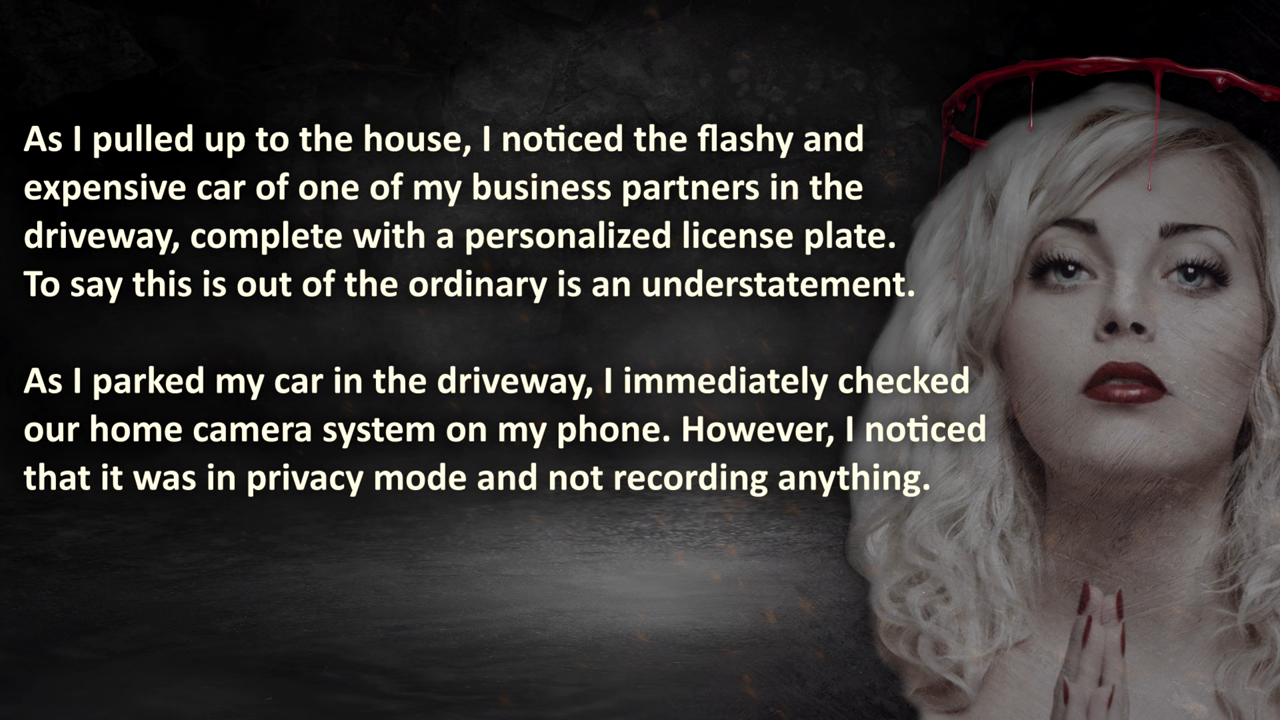 As I pulled up to the house, I noticed the flashy and
expensive car of one of my business partners in the
driveway, complete with a personalized license plate.
To say this is out of the ordinary is an understatement.
As I parked my car in the driveway, I immediately checked
our home camera system on my phone. However, I noticed
that it was in privacy mode and not recording anything.